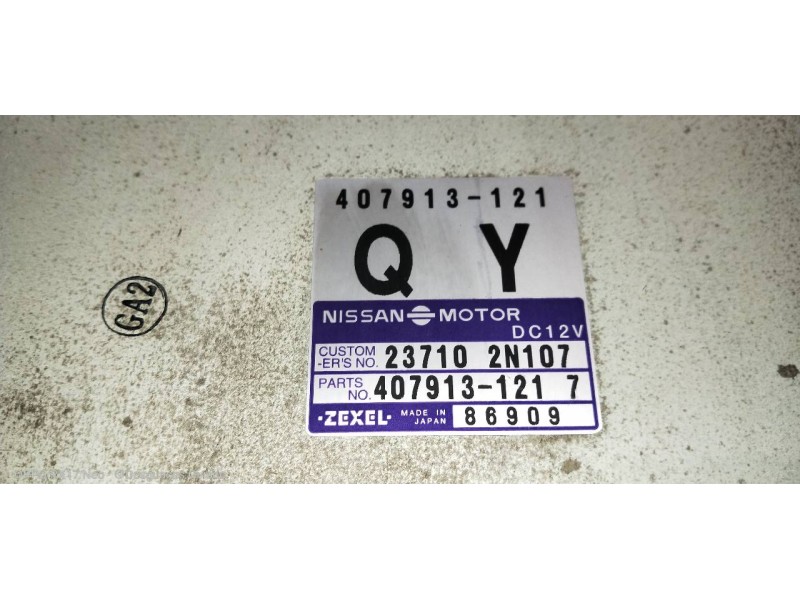 407913-121
Q Y
NISSAN MOTOR
DC12V
CUSTOM -ER'S NO. 23710 2N107
PARTS NO. 407913-121 7
·ZEXEL· MADE IN JAPAN 86909
GA2